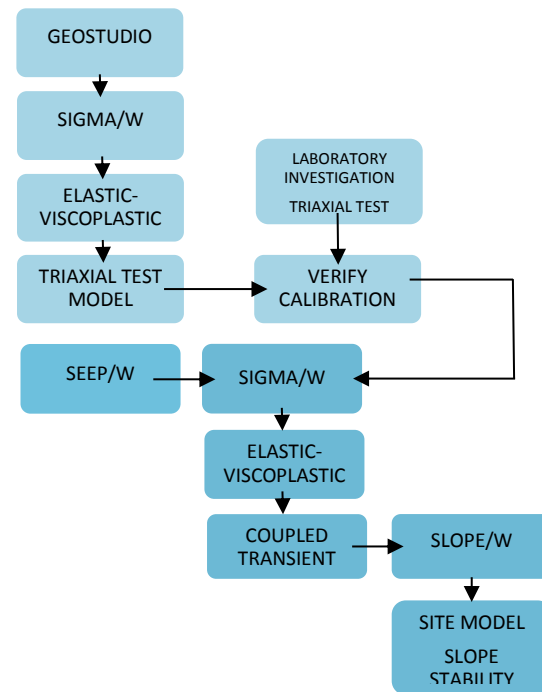 GEOSTUDIO
SIGMA/W
LABORATORY
INVESTIGATION
TRIAXIAL TEST
ELASTIC-
VISCOPLASTIC
TRIAXIAL TEST
MODEL
VERIFY
CALIBRATION
SEEP/W
SIGMA/W
ELASTIC-
VISCOPLASTIC
COUPLED
TRANSIENT
SLOPE/W
SITE MODEL
SLOPE
STABILITY